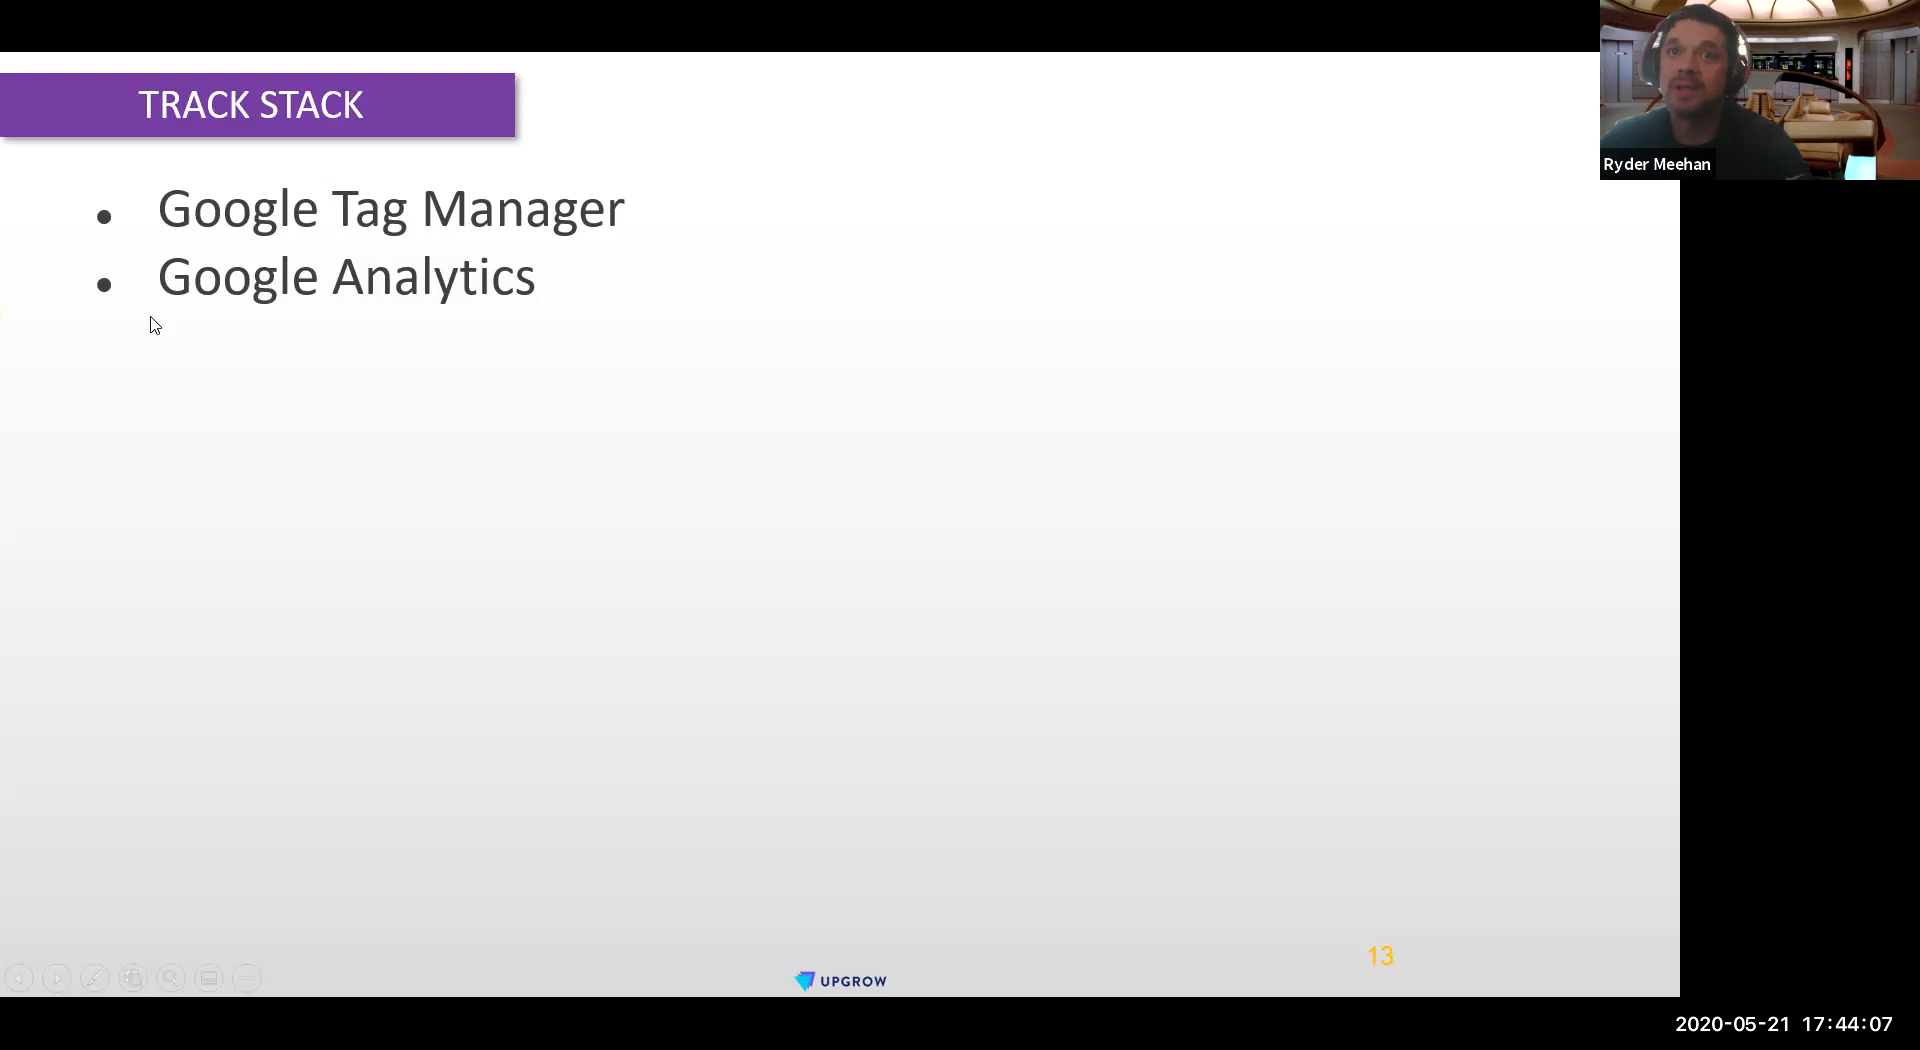 TRACK STACK
Ryder Meehan
Google Tag Manager
Google Analytics
13
UPGROW
2020-05-21 17:44:07